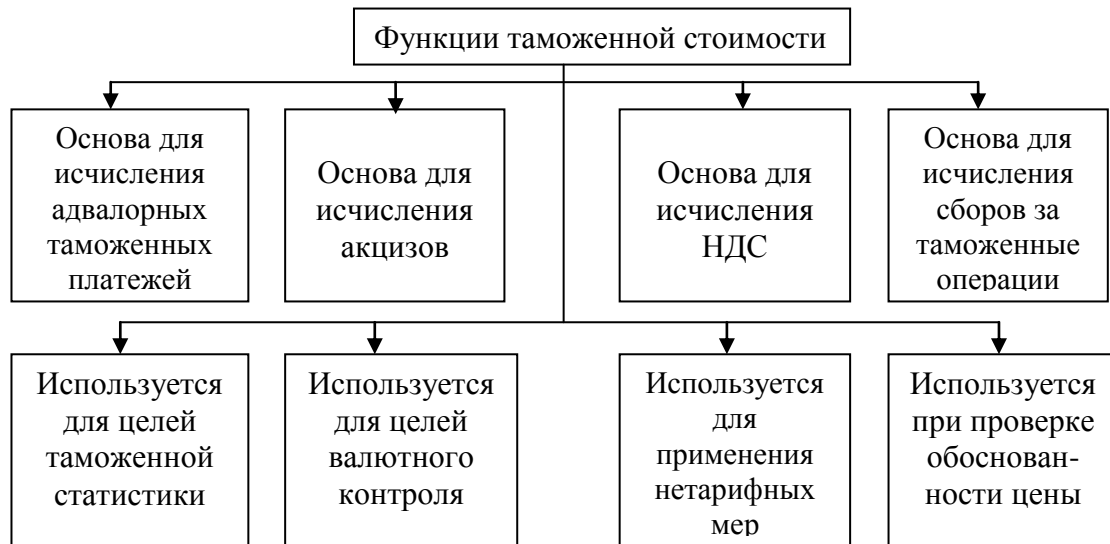 Функции таможенной стоимости
Основа для
исчисления
адвалорных
таможенных
платежей
Основа для
исчисления
акцизов
Основа для
исчисления
НДС
Основа для
исчисления
сборов за
таможенные
операции
Используется
для целей
таможенной
статистики
Используется
для целей
валютного
контроля
Используется
для
применения
нетарифных
мер
Используется
при проверке
обоснован-
ности цены